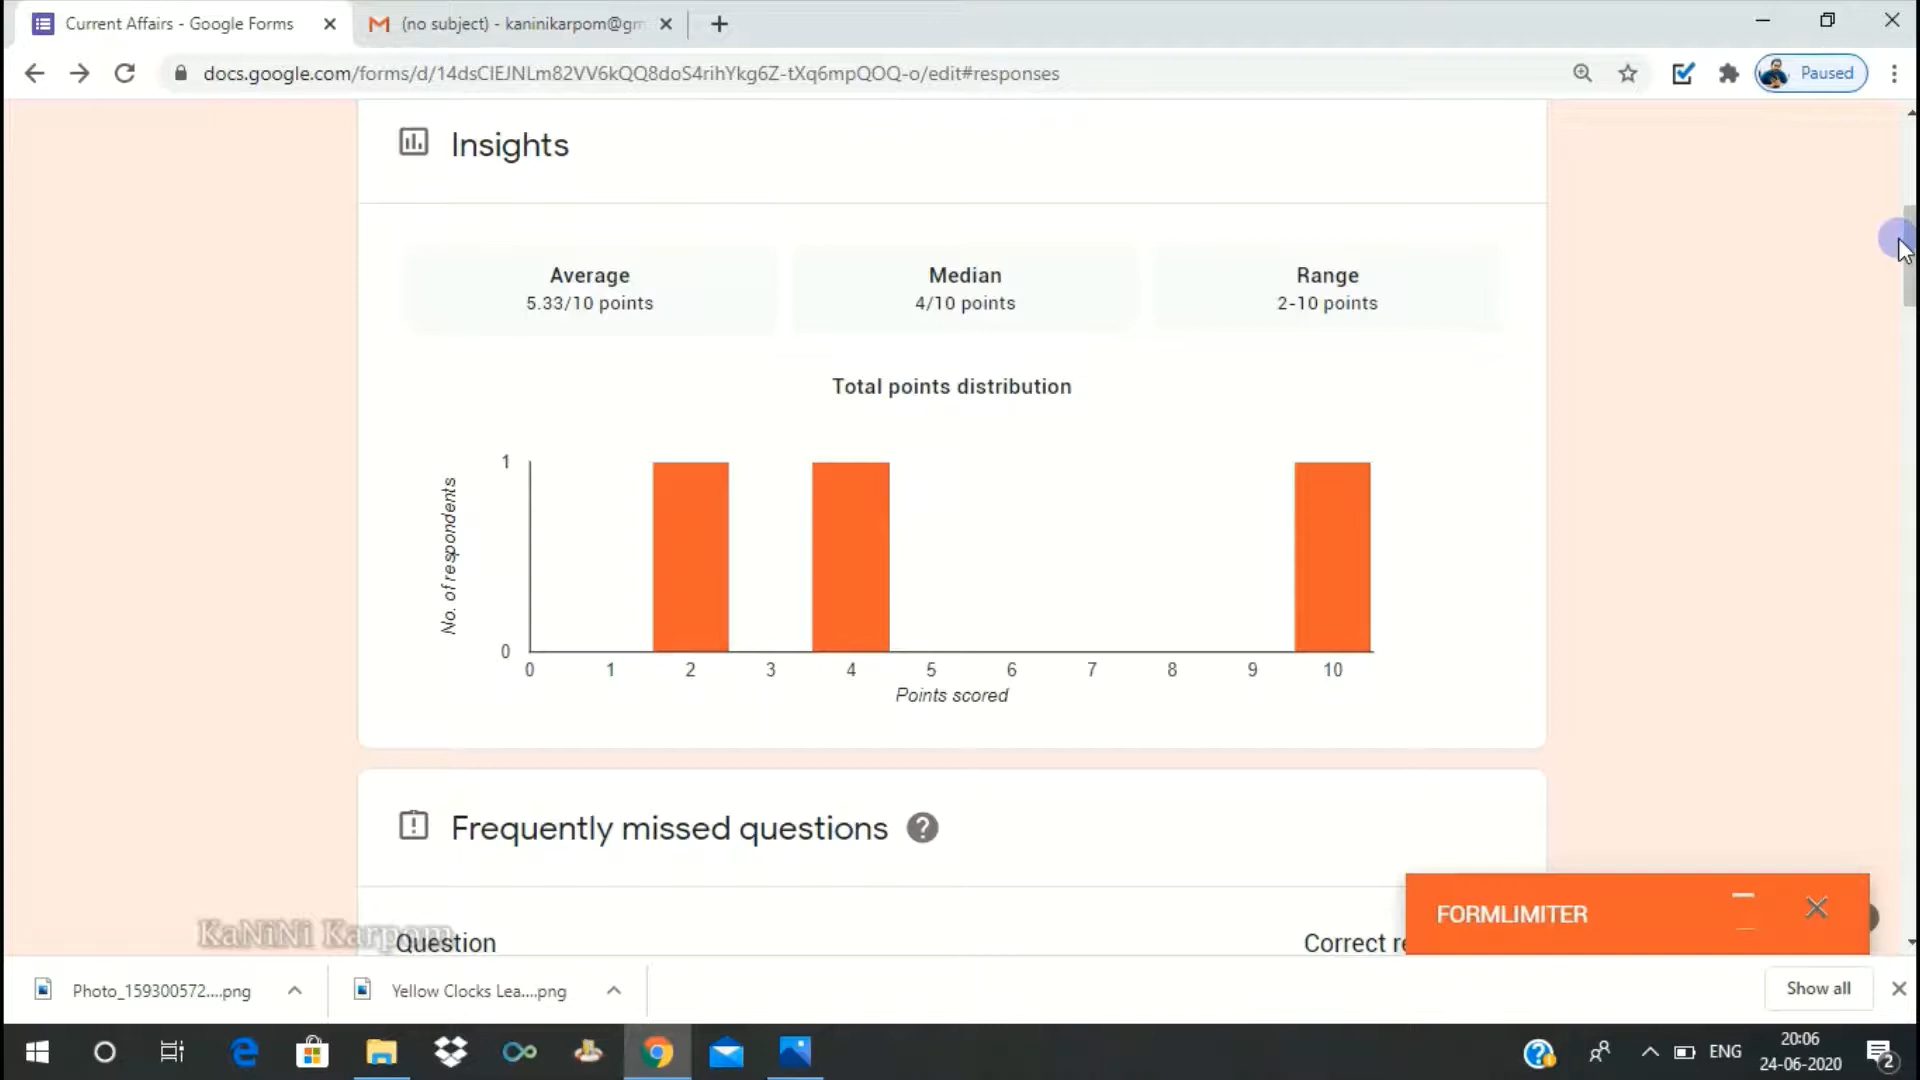 Current Affairs - Google Forms
(no subject) - kaninikarpom@gm
docs.google.com/forms/d/14dsCIEJNLm82VV6kQQ8doS4rihYkg6Z-tXq6mpQOQ-o/edit#responses
Paused
Insights
Average
5.33/10 points
Median
4/10 points
Range
2-10 points
Total points distribution
No. of respondents
1
0
0 1 2 3 4 5 6 7 8 9 10
Points scored
Frequently missed questions
?
FORMLIMITER
KaNiNi Karpom
Question
Correct re
Photo_159300572....png
Yellow Clocks Lea....png
Show all
ENG
20:06
24-06-2020
2